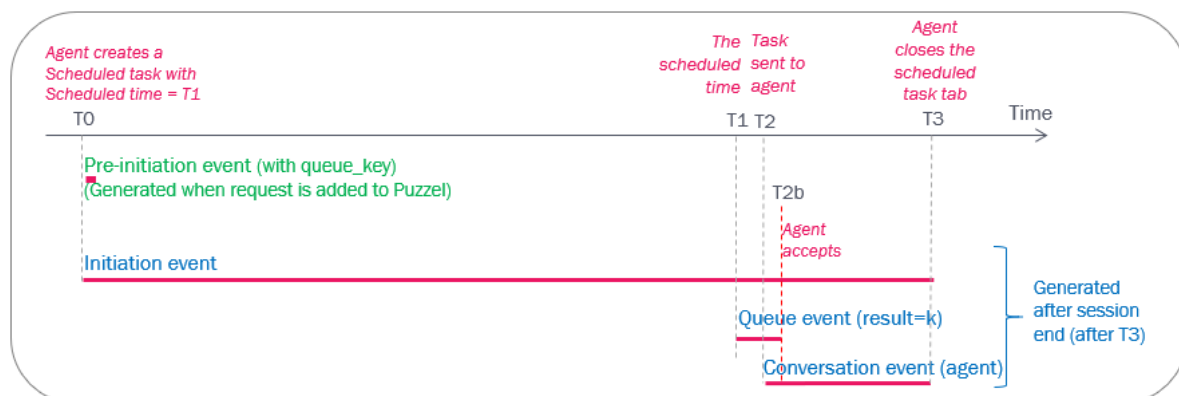 Agent creates a
Scheduled task with
Scheduled time = T1
The
scheduled
time
Task
sent to
agent
Agent
closes the
scheduled
task tab
T0
T1
T2
T3
Time
Pre-initiation event (with queue_key)
(Generated when request is added to Puzzel)
T2b
Agent
accepts
Initiation event
Generated
after session
end (after T3)
Queue event (result=k)
Conversation event (agent)